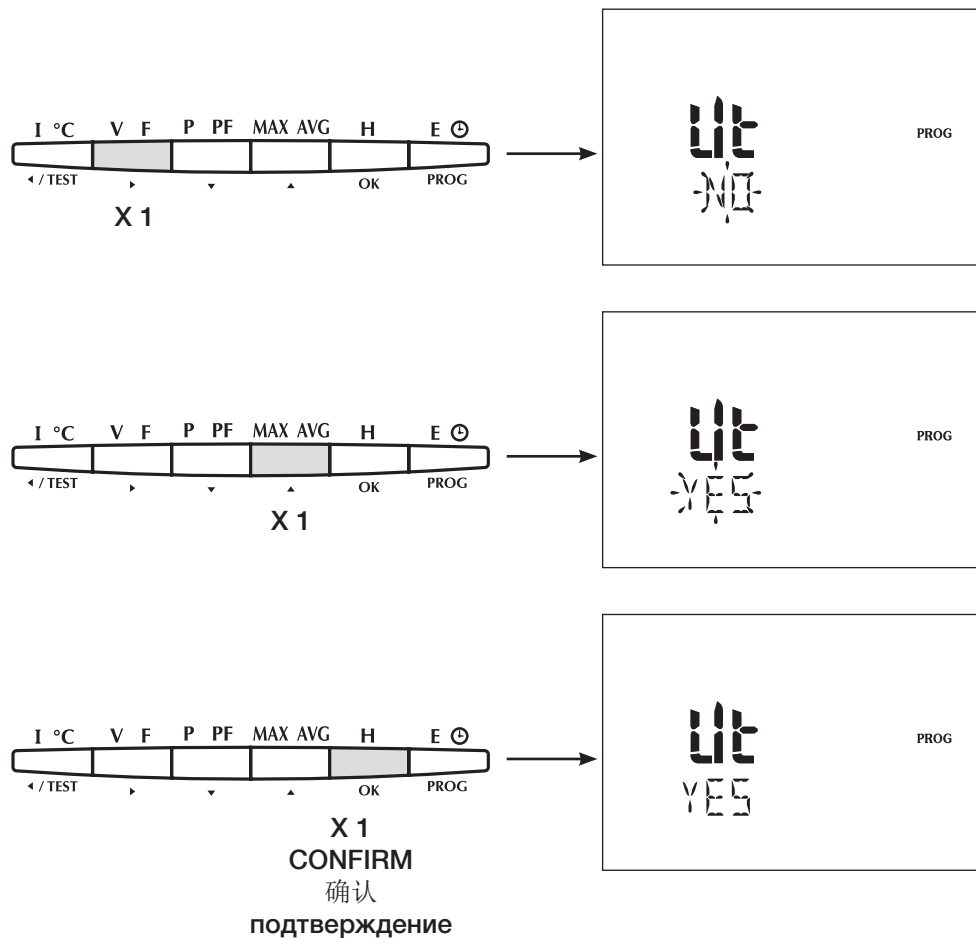 I °C V F P PF MAX AVG H E
◂ / TEST ▸ ▾ ▴ OK PROG
X 1
Ut
NO
PROG
I °C V F P PF MAX AVG H E
◂ / TEST ▸ ▾ ▴ OK PROG
X 1
Ut
YES
PROG
I °C V F P PF MAX AVG H E
◂ / TEST ▸ ▾ ▴ OK PROG
X 1
CONFIRM
确认
подтверждение
Ut
YES
PROG